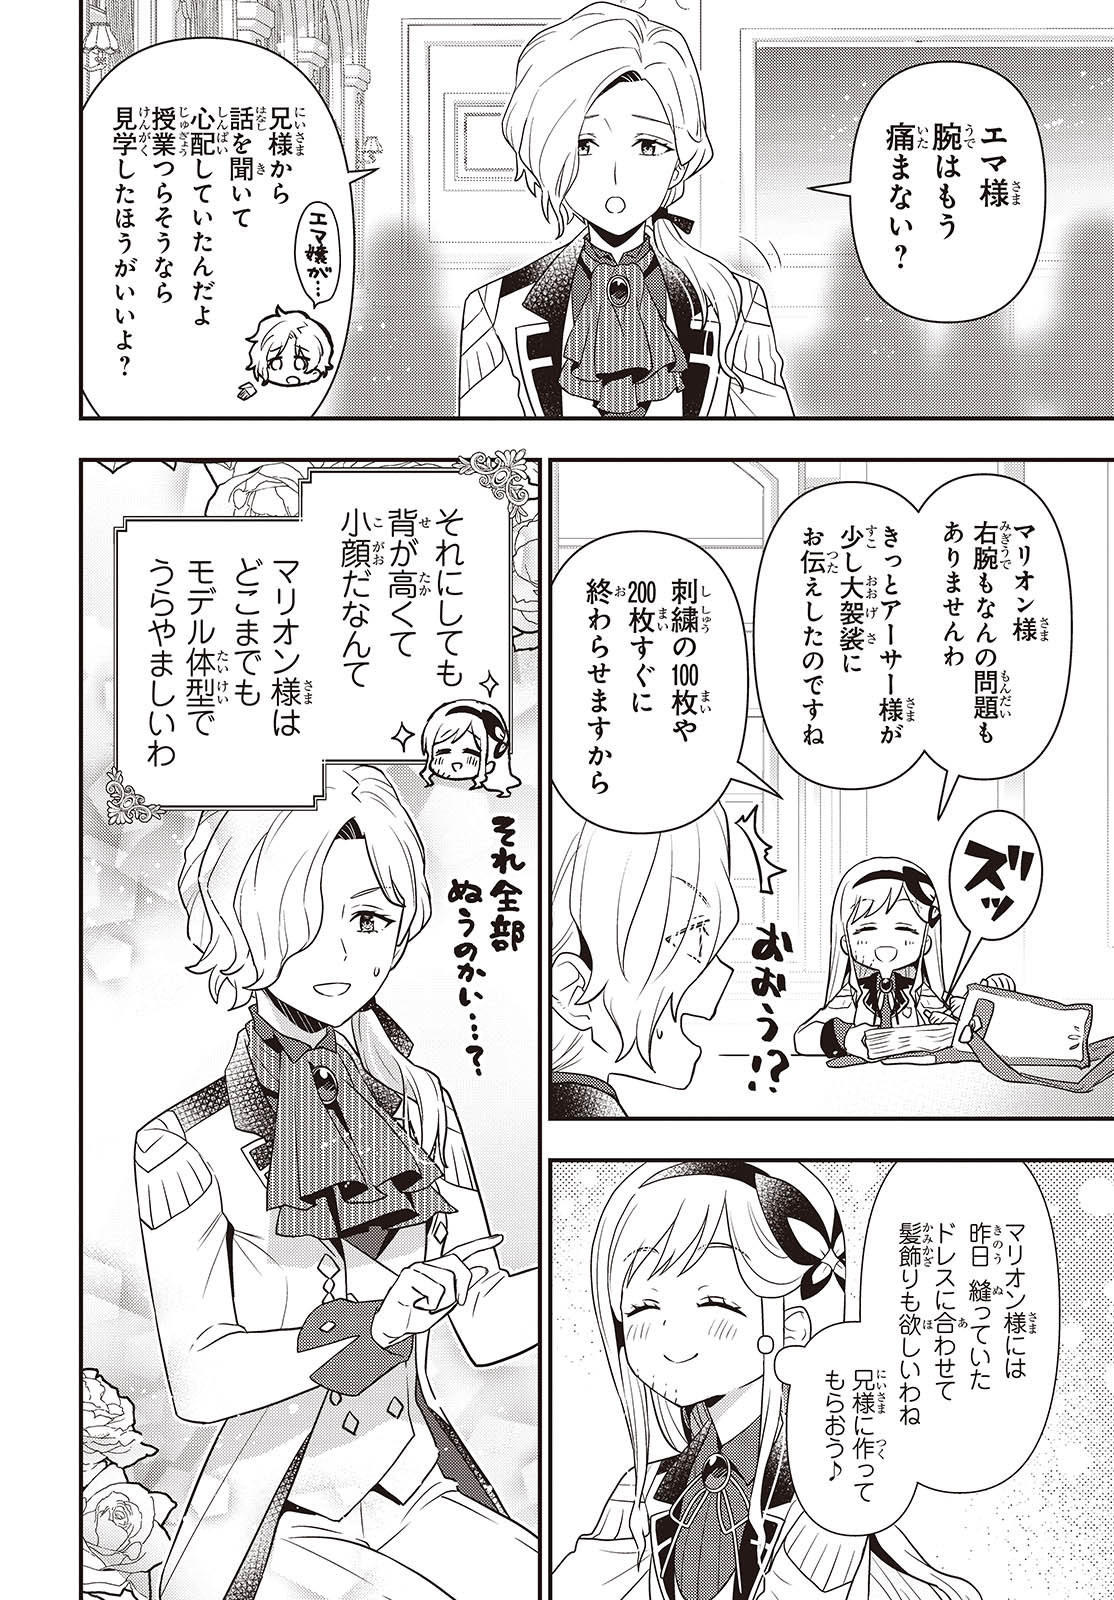 エマ様
腕はもう
痛まない？
兄様から
話を聞いて
心配していたんだよ
授業つらそうなら
見学したほうがいいよ？
エマ嬢が…
マリオン様
右腕もなんの問題も
ありませんわ
きっとアーサー様が
少し大袈裟に
お伝えしたのですね
ズリッ
刺繍の100枚や
200枚すぐに
終わらせますから
おおう!?
それにしても
背が高くて
小顔だなんて
マリオン様は
どこまでも
モデル体型で
うらやましいわ
それ全部
ぬうのかい…？
マリオン様には
昨日 縫っていた
ドレスに合わせて
髪飾りも欲しいわね
兄様に作って
もらおう♪